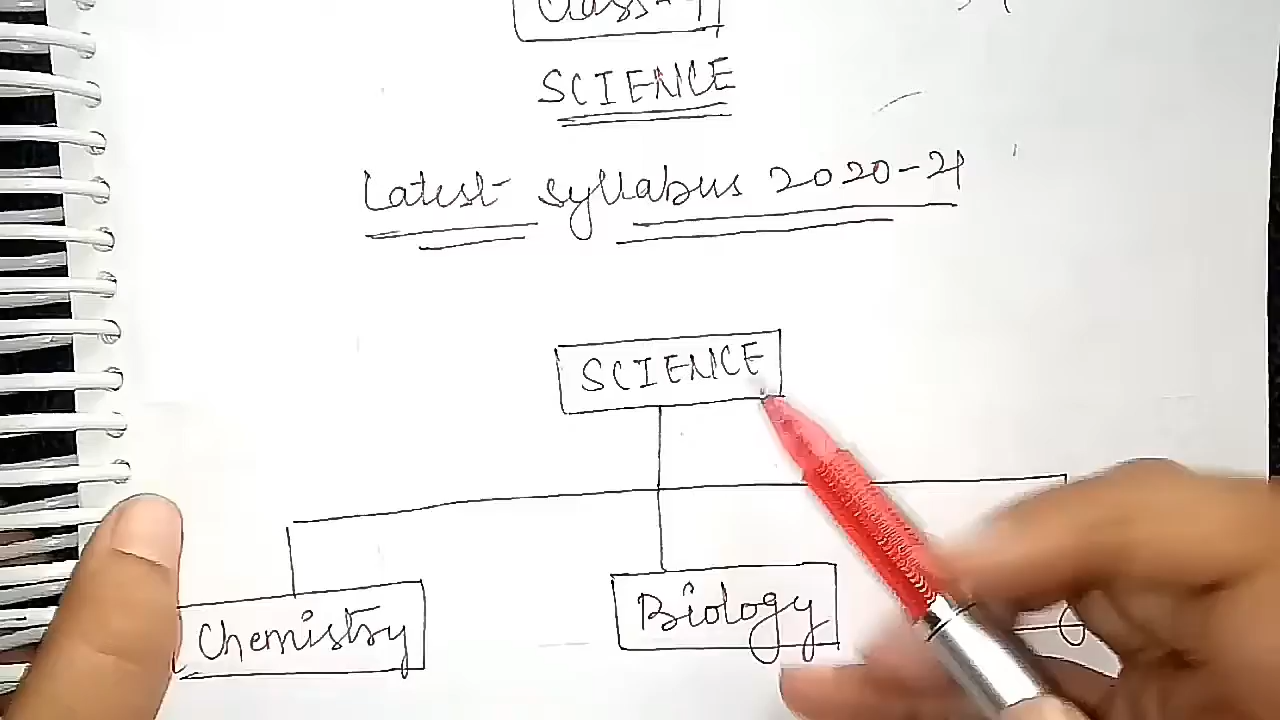 SCIENCE
Latest syllabus 2020-21
SCIENCE
Chemistry
Biology